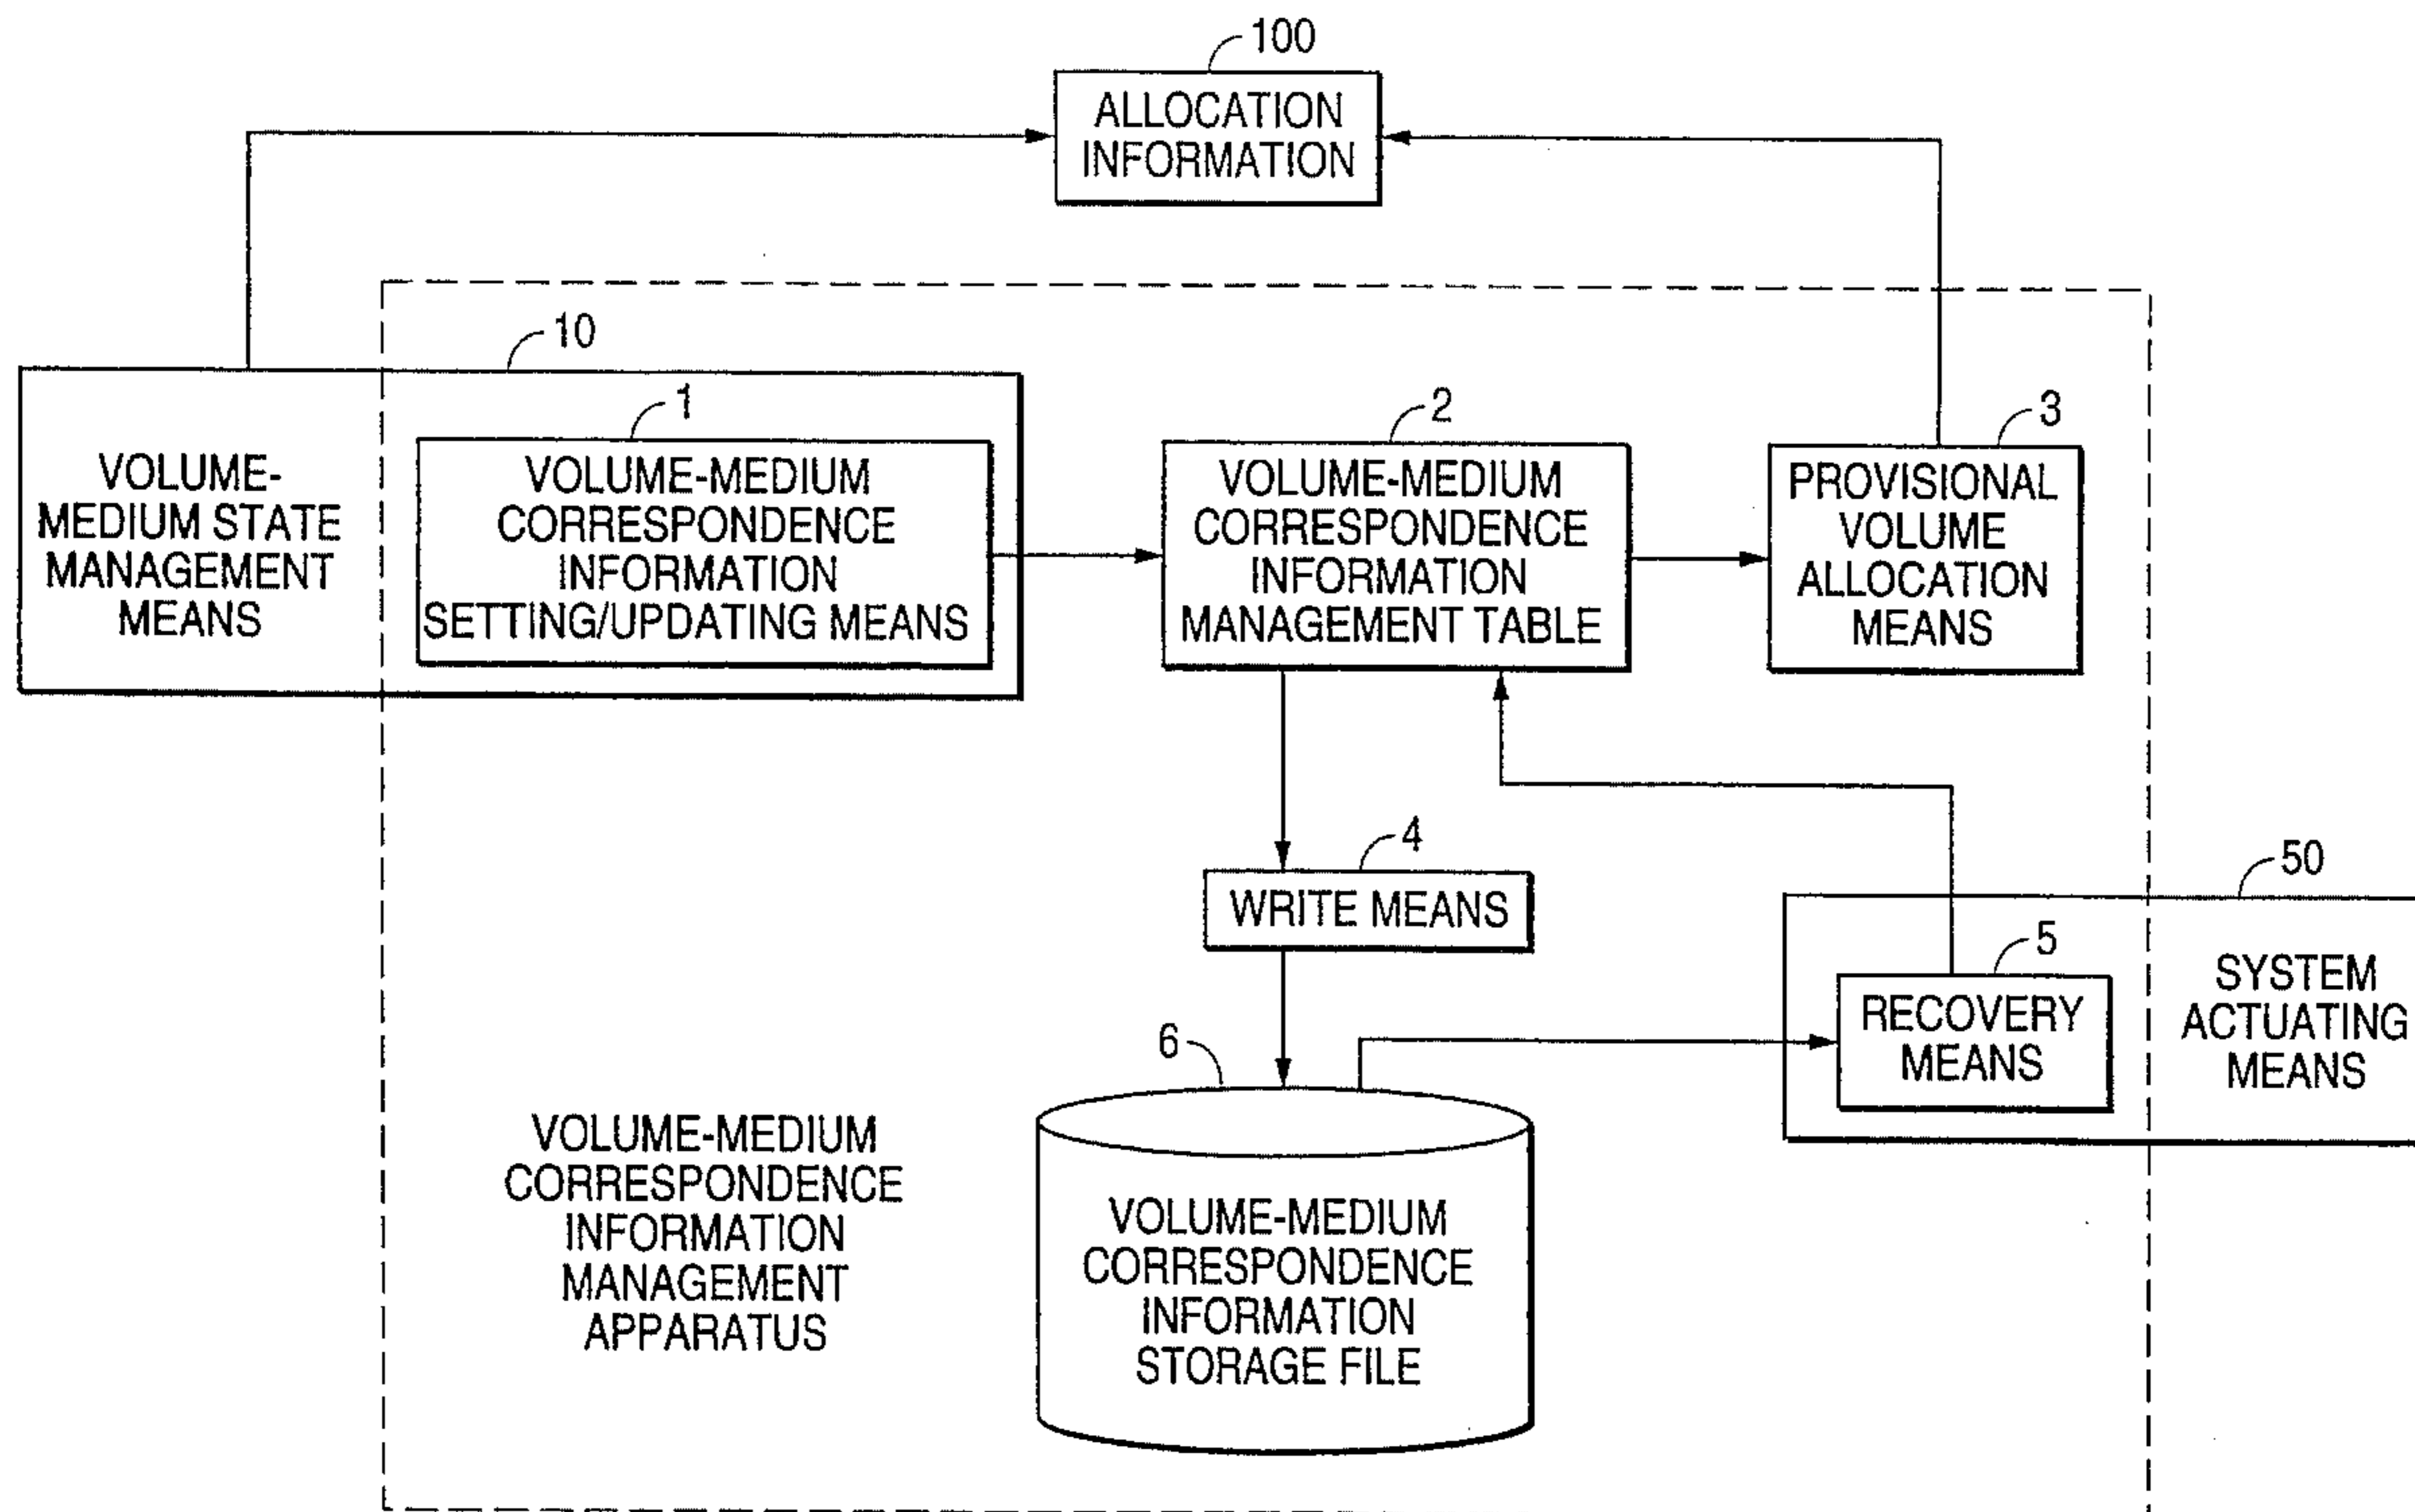 100
ALLOCATION
INFORMATION
10
VOLUME-
MEDIUM STATE
MANAGEMENT
MEANS
1
VOLUME-MEDIUM
CORRESPONDENCE
INFORMATION
SETTING/UPDATING MEANS
2
VOLUME-MEDIUM
CORRESPONDENCE
INFORMATION
MANAGEMENT TABLE
3
PROVISIONAL
VOLUME
ALLOCATION
MEANS
4
WRITE MEANS
50
5
RECOVERY
MEANS
SYSTEM
ACTUATING
MEANS
6
VOLUME-MEDIUM
CORRESPONDENCE
INFORMATION
STORAGE FILE
VOLUME-MEDIUM
CORRESPONDENCE
INFORMATION
MANAGEMENT
APPARATUS